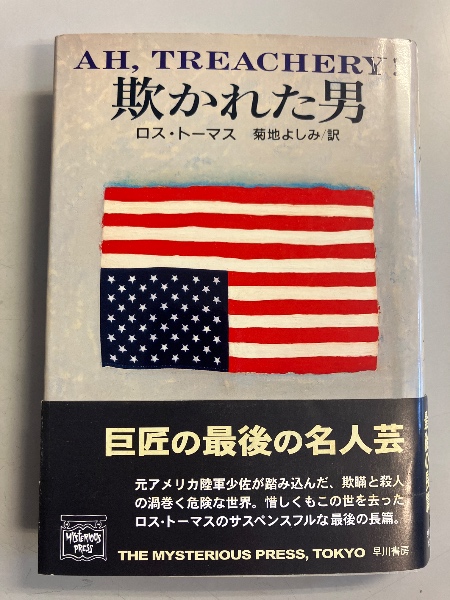 AH, TREACHERY!
欺かれた男
ロス・トーマス 菊地よしみ/訳
巨匠の最後の名人芸
元アメリカ陸軍少佐が踏み込んだ、欺瞞と殺人
の渦巻く危険な世界。惜しくもこの世を去った
ロス・トーマスのサスペンスフルな最後の長篇。
MYSTERIOUS
PRESS
THE MYSTERIOUS PRESS, TOKYO 早川書房